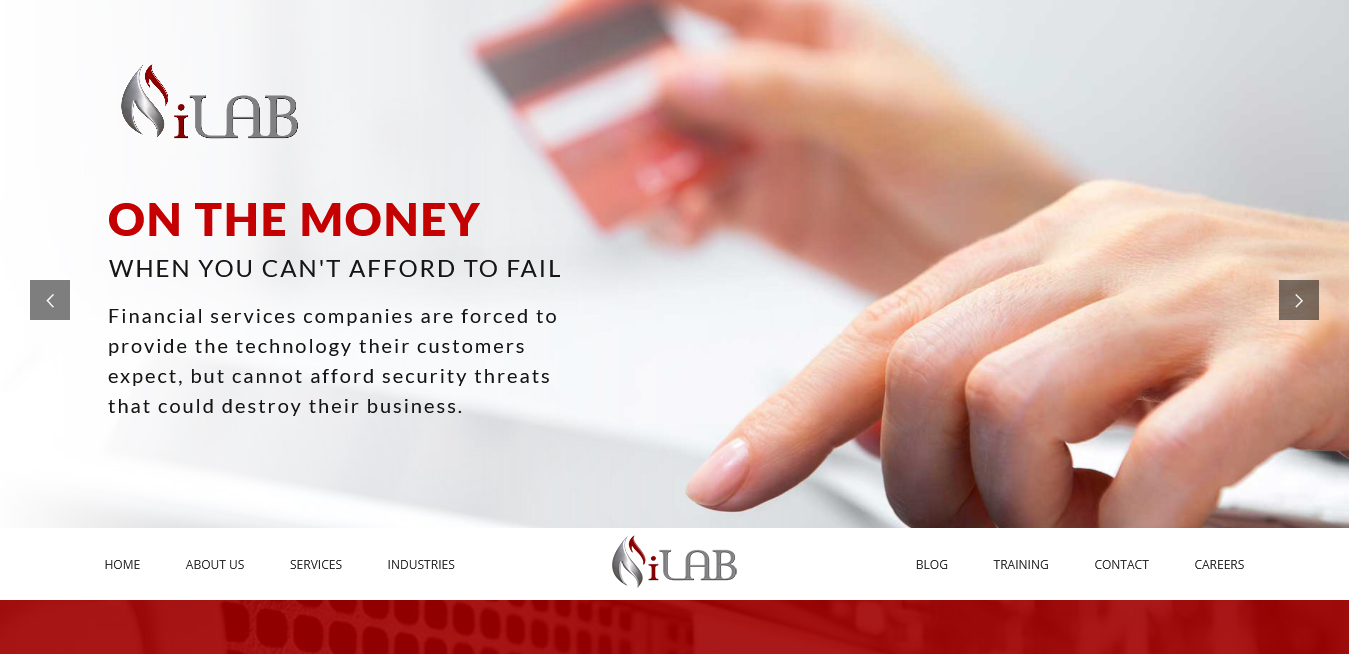 iLAB
ON THE MONEY
WHEN YOU CAN'T AFFORD TO FAIL
Financial services companies are forced to
provide the technology their customers
expect, but cannot afford security threats
that could destroy their business.
HOME ABOUT US SERVICES INDUSTRIES iLAB BLOG TRAINING CONTACT CAREERS